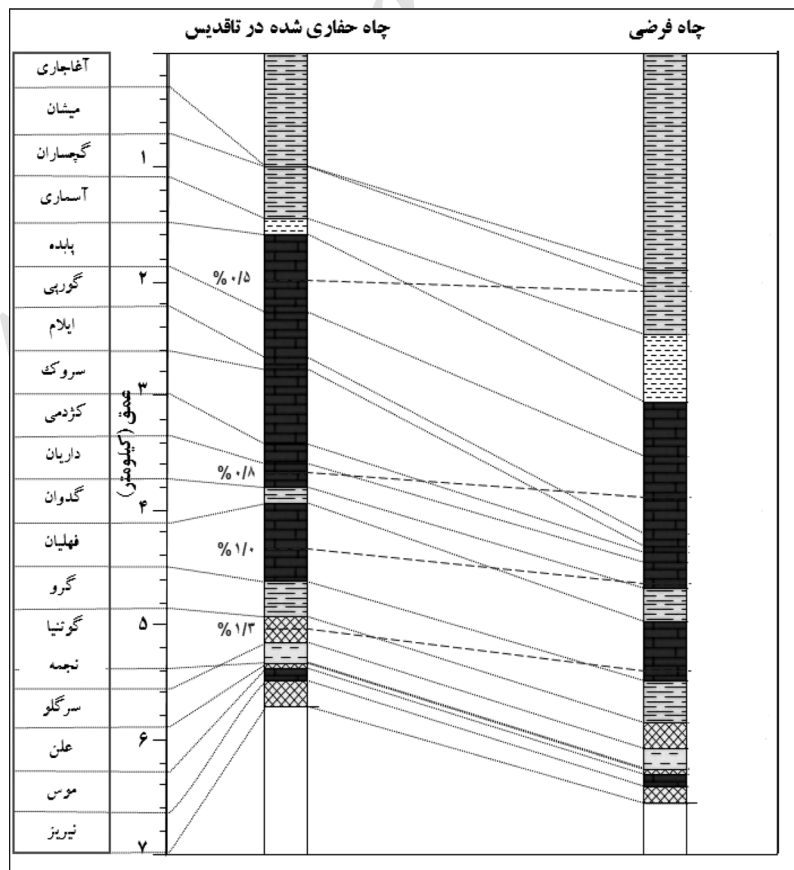 چاه حفاری شده در تاقدیس
چاه فرضی
آغاجاری
میشان
گچساران
آسماری
پابده
گورپی
ایلام
سروک
کژدمی
داریان
گدوان
فهلیان
گرو
گوتنیا
نجمه
سرگلو
علن
موس
نیریز
عمق (کیلومتر)
۱
۲
۳
۴
۵
۶
۷
% ۰/۵
% ۰/۸
% ۱/۰
% ۱/۳